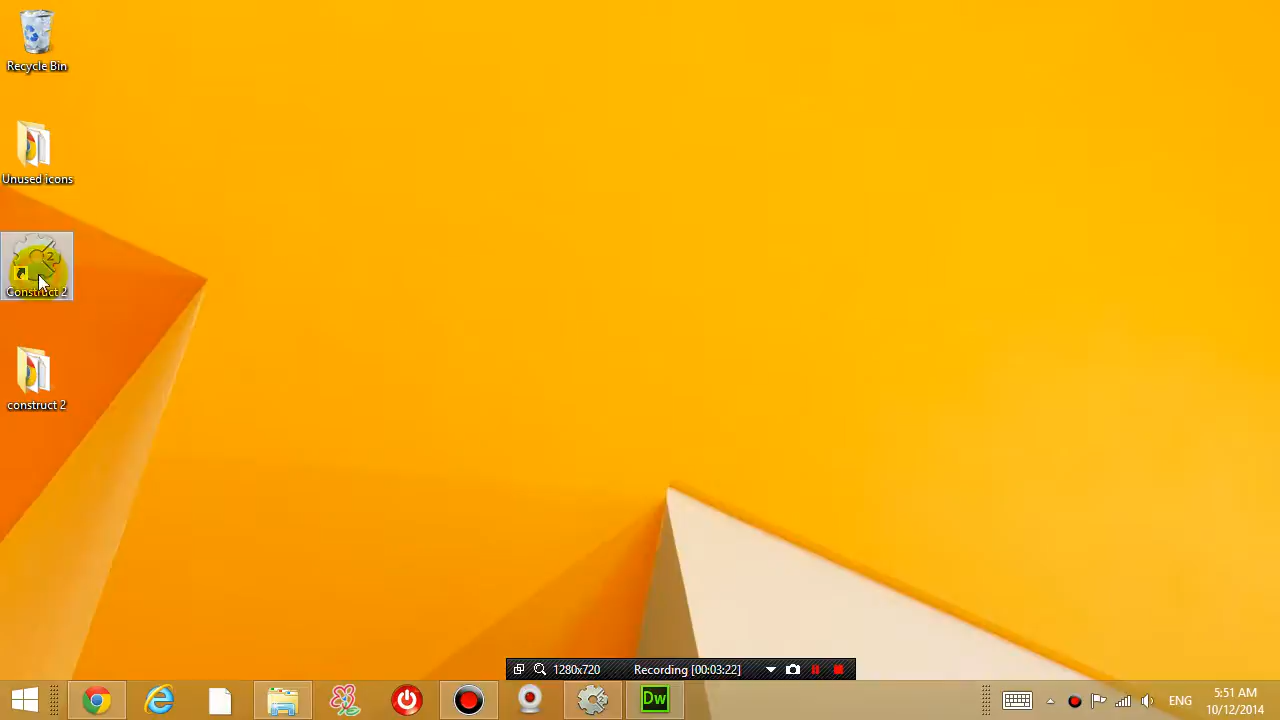 Recycle Bin
Unused icons
2
Construct 2
construct 2
1280x720 Recording [00:03:22]
Dw
ENG
5:51 AM
10/12/2014